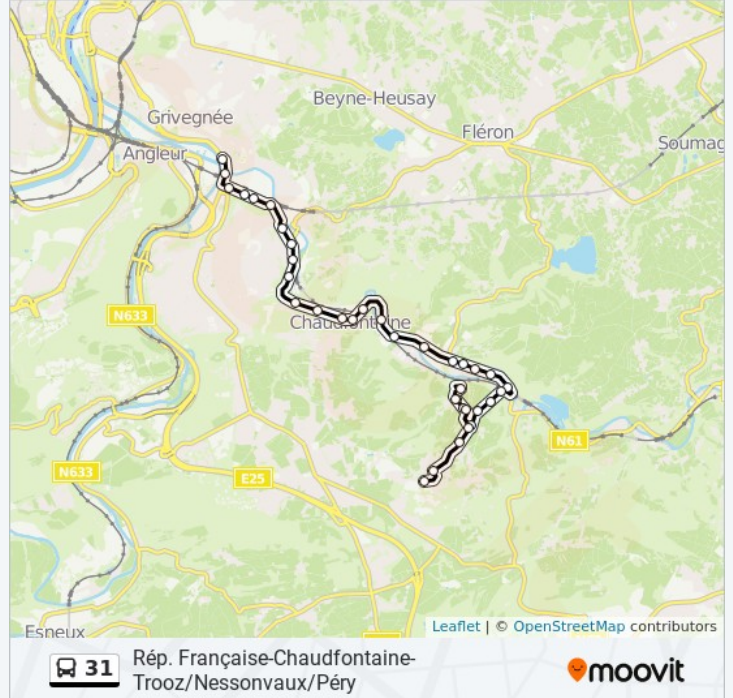 Beyne-Heusay
Grivegnée
Fléron
Angleur
Soumag
N633
Chaudfontaine
N61
N633
E25
Leaflet | © OpenStreetMap contributors
Esneux
31
Rép. Française-Chaudfontaine-
Trooz/Nessonvaux/Péry
moovit